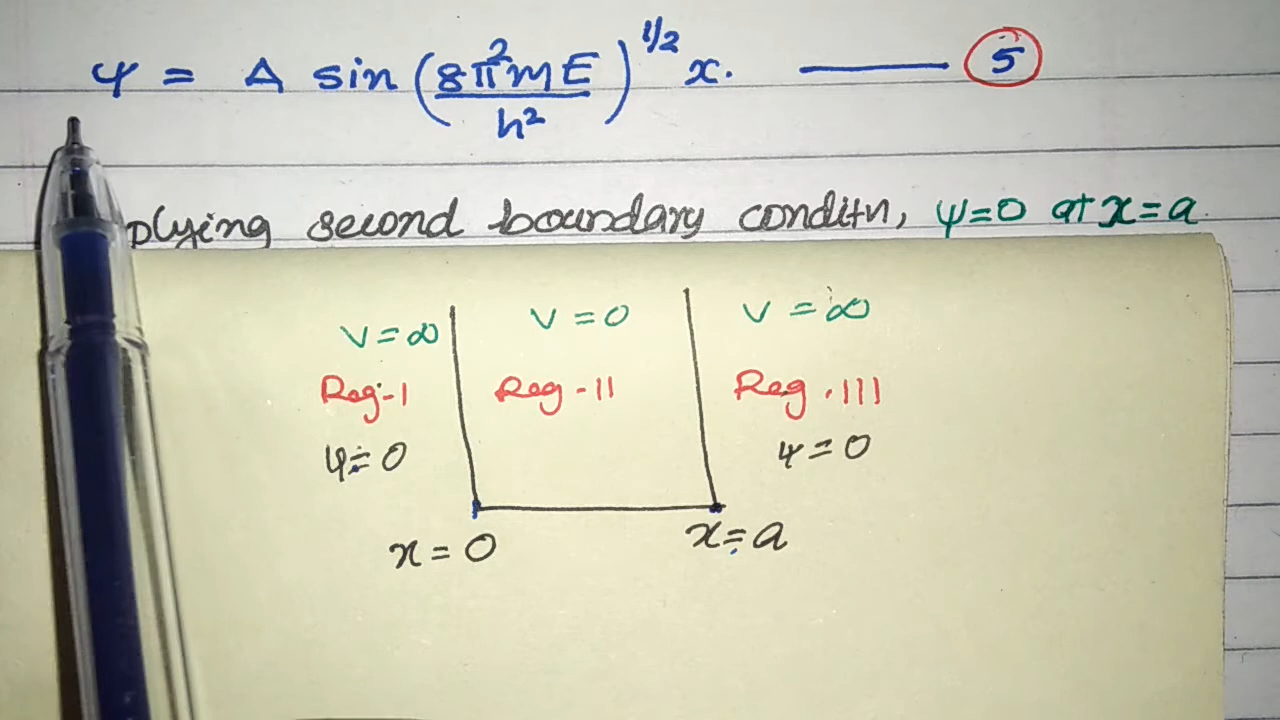 ψ = A sin (8π²mE / h²)^1/2 x. —— 5
plying second boundary conditn, ψ=0 at x=a
V=∞ V=0 V=∞
Reg-I Reg-II Reg.III
ψ=0 ψ=0
x=0 x=a